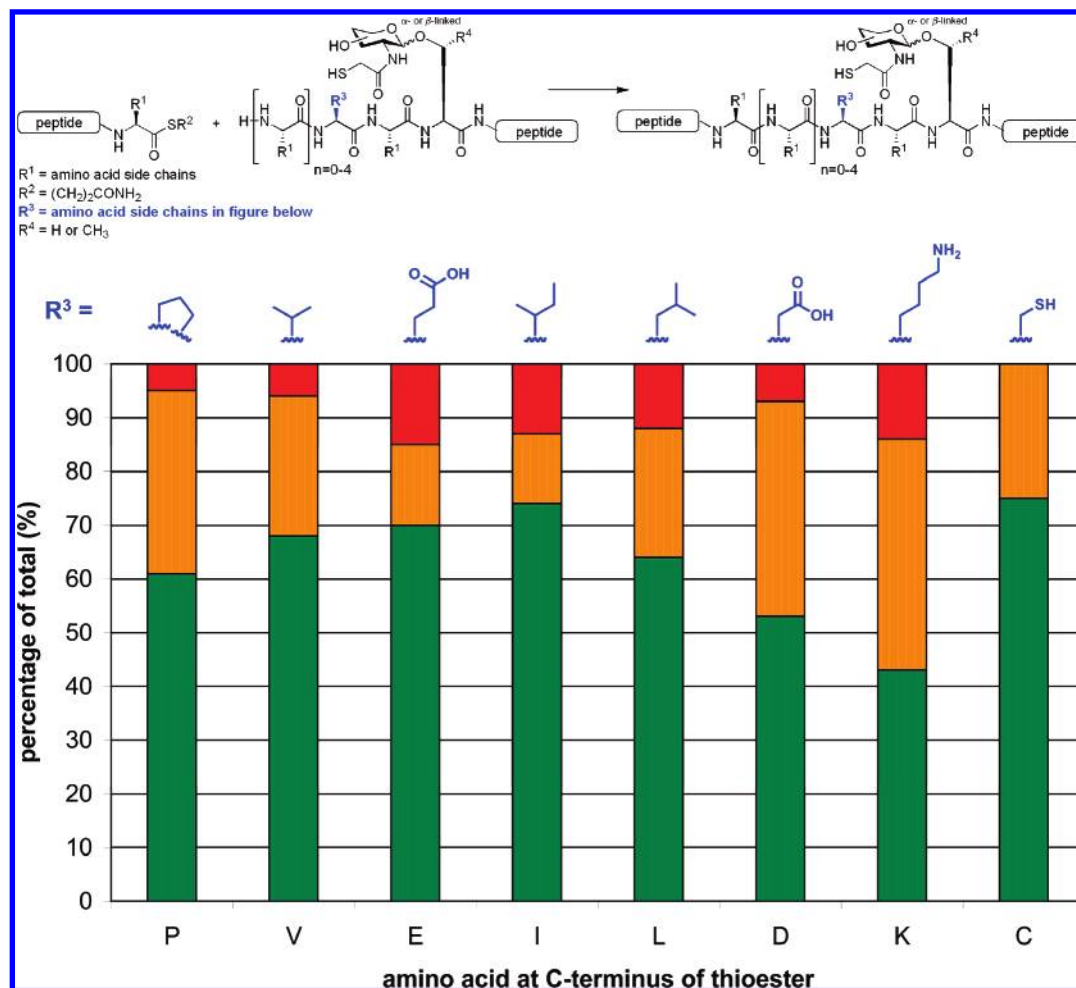 α- or β-linked
α- or β-linked
HO
O
O
R⁴
HO
O
O
R⁴
HS
NH
O
HS
NH
O
peptide
N
H
R¹
O
SR²
+
H
N
H
O
R¹
n=0-4
N
H
R³
O
H
N
R¹
O
N
H
O
H
N
peptide
peptide
N
H
R¹
O
H
N
R¹
O
n=0-4
N
H
R³
O
H
N
R¹
O
N
H
O
H
N
peptide
R¹ = amino acid side chains
R² = (CH₂)₂CONH₂
R³ = amino acid side chains in figure below
R⁴ = H or CH₃
R³ =
O
OH
O
OH
NH₂
SH
percentage of total (%)
100
90
80
70
60
50
40
30
20
10
0
P V E I L D K C
amino acid at C-terminus of thioester